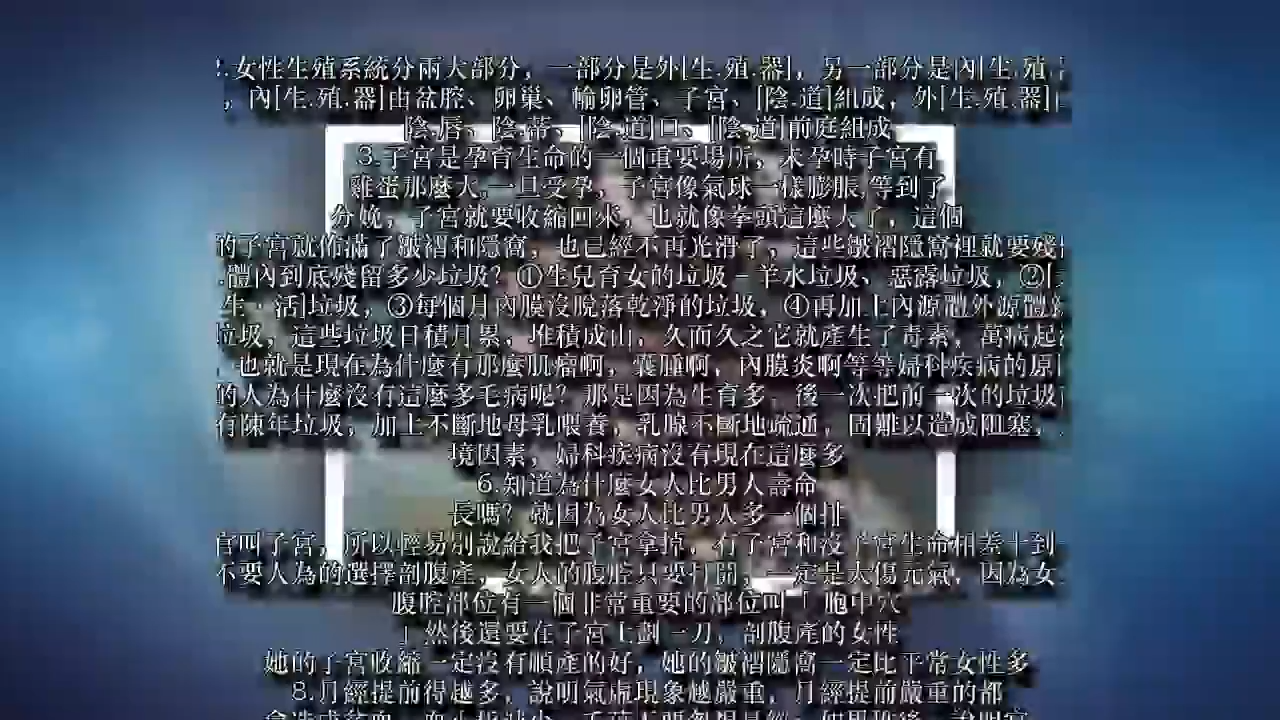 .女性生殖系統分兩大部分，一部分是外[生.殖.器]，另一部分是內[生.殖.
，內[生.殖.器]由盆腔、卵巢、輸卵管、子宮、[陰.道]組成，外[生.殖.器]
陰.唇、陰.蒂、[陰.道]口、[陰.道]前庭組成
3.子宮是孕育生命的一個重要場所，未孕時子宮有
雞蛋那麼大,一旦受孕，子宮像氣球一樣膨脹,等到了
分娩，子宮就要收縮回來，也就像拳頭這麼大了，這個
的子宮就佈滿了皺褶和隱窩，也已經不再光滑了，這些皺褶隱窩裡就要殘
.體內到底殘留多少垃圾？①生兒育女的垃圾－羊水垃圾、惡露垃圾，②[
生．活]垃圾，③每個月內膜沒脫落乾淨的垃圾，④再加上內源體外源體
垃圾，這些垃圾日積月累，堆積成山，久而久之它就產生了毒素，萬病起
，也就是現在為什麼有那麼肌瘤啊，囊腫啊，內膜炎啊等等婦科疾病的原
的人為什麼沒有這麼多毛病呢？那是因為生育多，後一次把前一次的垃圾
有陳年垃圾，加上不斷地母乳喂養，乳腺不斷地疏通，固難以造成阻塞，
境因素，婦科疾病沒有現在這麼多
6.知道為什麼女人比男人壽命
長嗎？就因為女人比男人多一個排
官叫子宮，所以輕易別說給我把子宮拿掉，有了宮和沒子宮生命相差十到
不要人為的選擇剖腹產，女人的腹腔只要打開，一定是大傷元氣，因為女
腹腔部位有一個非常重要的部位叫「胞中穴
」然後還要在子宮上劃一刀，剖腹產的女性
她的子宮收縮一定沒有順產的好，她的皺褶隱窩一定比平常女性多
8.月經提前得越多，說明氣虛現象越嚴重，月經提前嚴重的都